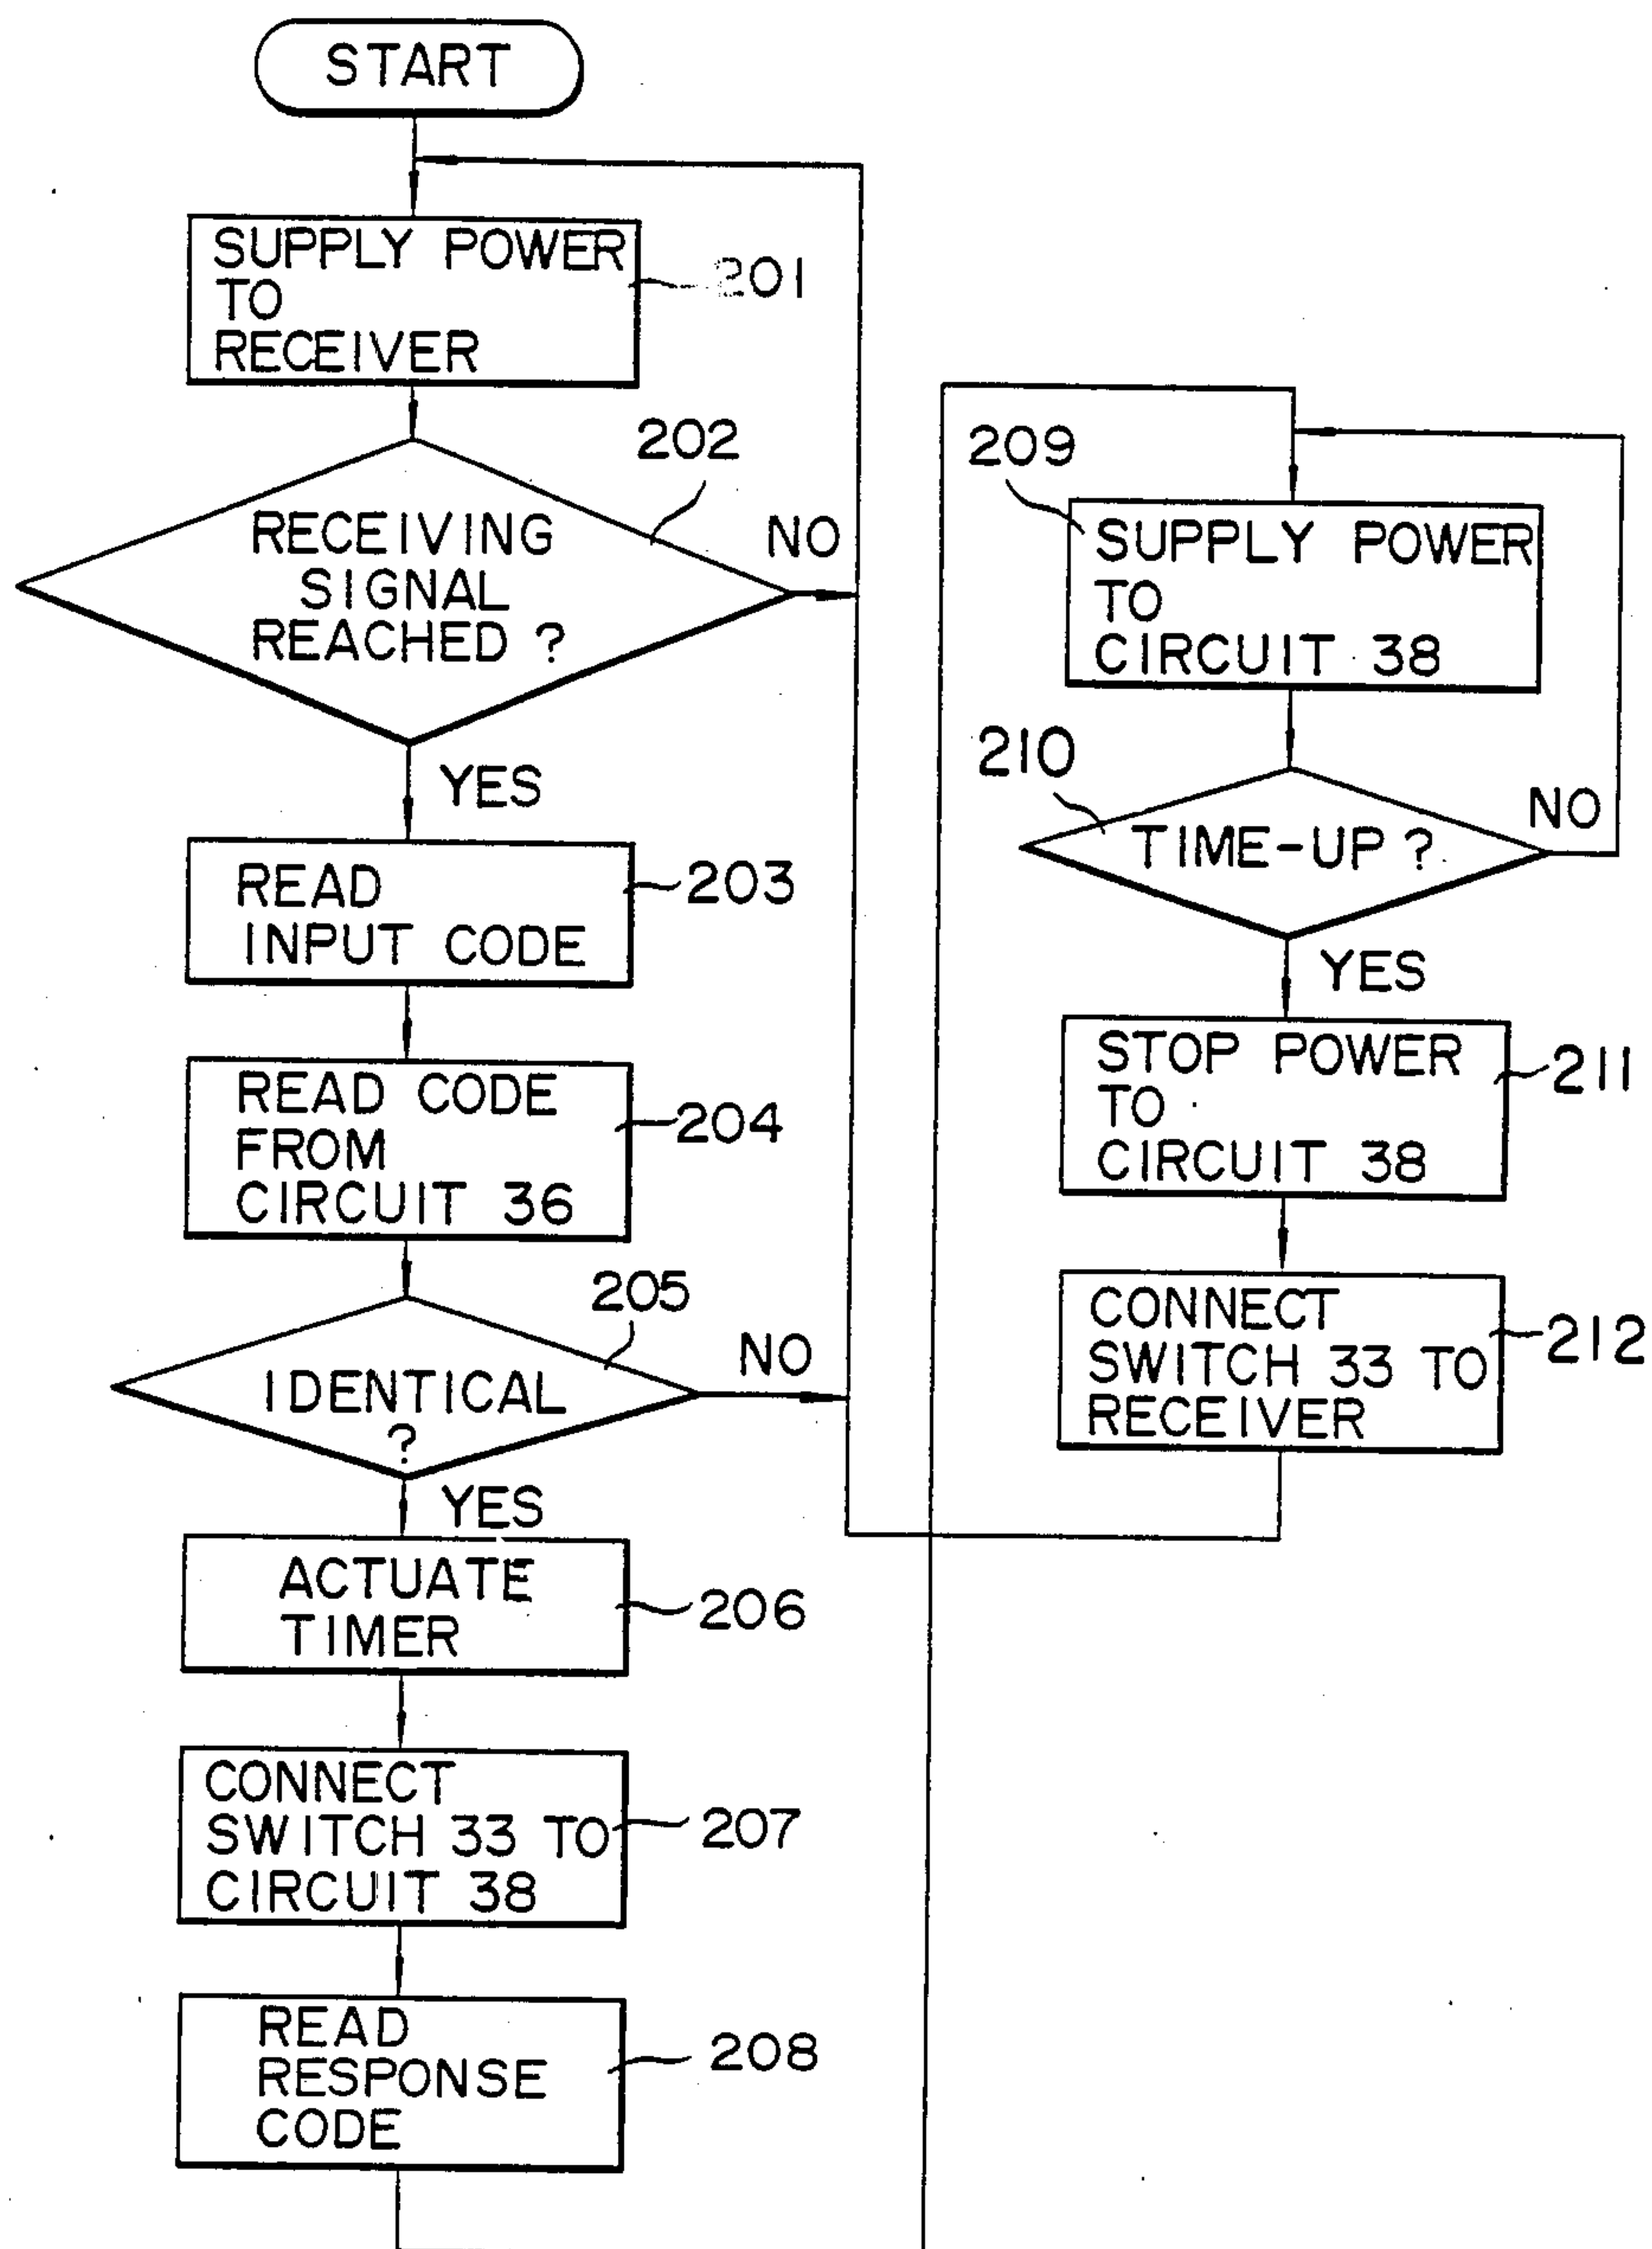 START
SUPPLY POWER
TO
RECEIVER
201
202
RECEIVING
SIGNAL
REACHED ?
NO
YES
READ
INPUT CODE
203
READ CODE
FROM
CIRCUIT 36
204
205
IDENTICAL
?
NO
YES
ACTUATE
TIMER
206
CONNECT
SWITCH 33 TO
CIRCUIT 38
207
READ
RESPONSE
CODE
208
209
SUPPLY POWER
TO
CIRCUIT 38
210
TIME-UP ?
NO
YES
STOP POWER
TO
CIRCUIT 38
211
CONNECT
SWITCH 33 TO
RECEIVER
212